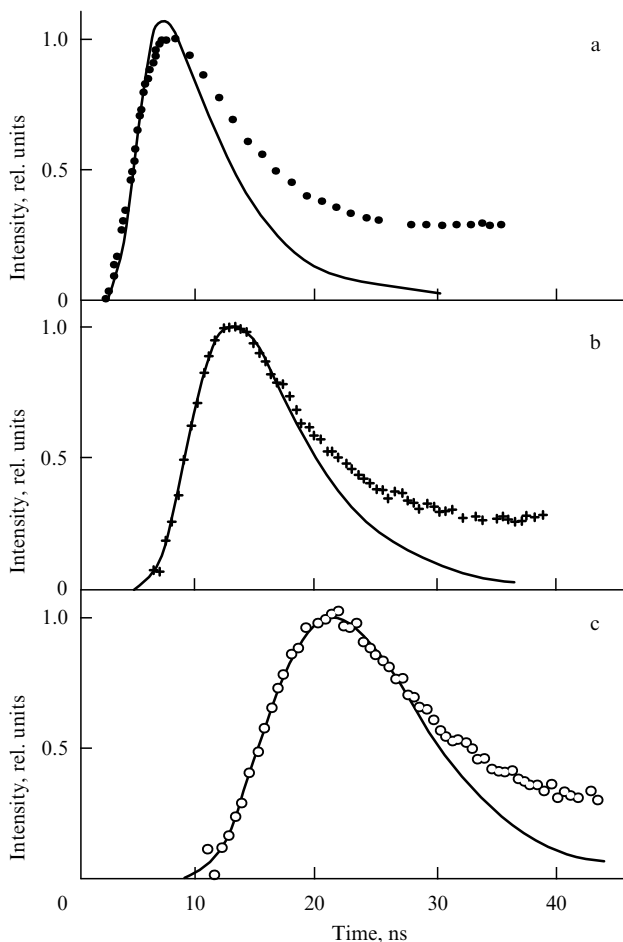 a
1.0
0.5
0
Intensity, rel. units
b
1.0
0.5
0
Intensity, rel. units
c
1.0
0.5
Intensity, rel. units
0 10 20 30 40
Time, ns